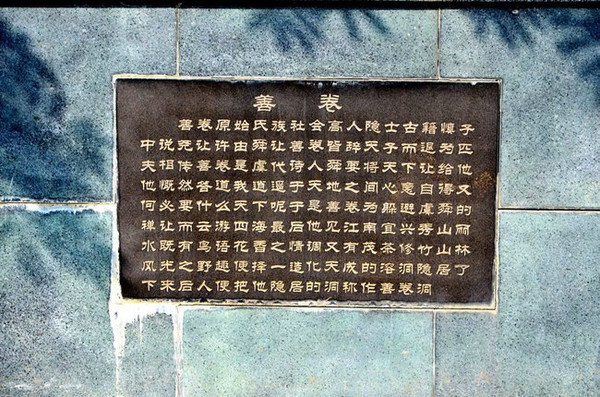 善卷
善卷原始氏族社会高人隐士古籍慎子
中说尧让许由舜让善卷皆辞天子而退为匹
夫相传善卷是虞代诗人舜要将天下让给他
他慨然答道我逍遥于天地之间心意自得又
何必要什么天下呢于是善卷为躲避虞舜的
禅让而云游四海最后见江南宜兴秀山丽
水既有鸟语花香之情又有茂茶修竹山林
风光之野趣便择一造化天成的溶洞隐居了
下来后人便把他隐居的洞称作善卷洞